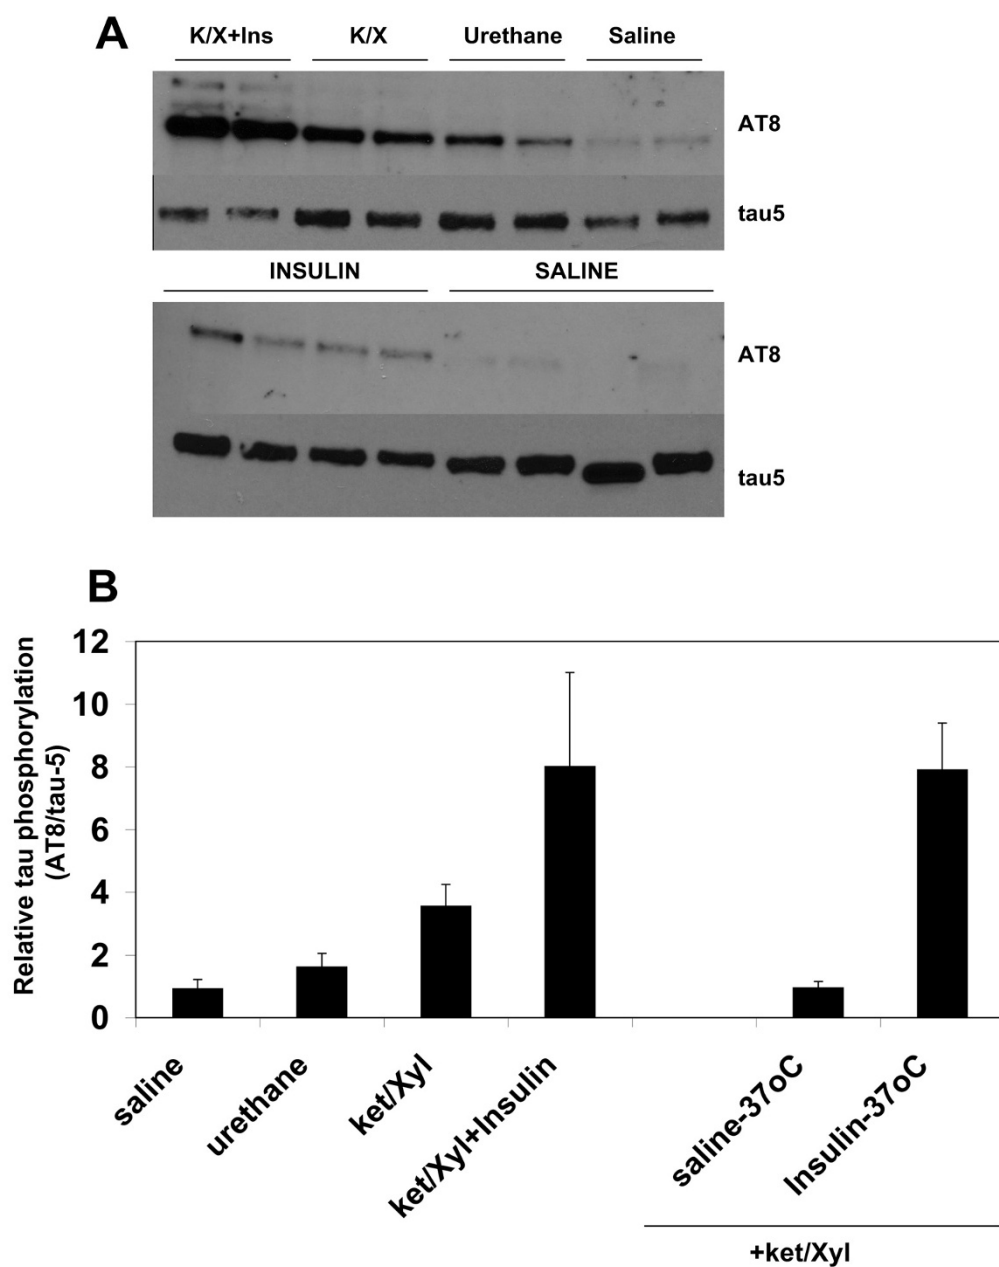 A
K/X+Ins K/X Urethane Saline
AT8
tau5
INSULIN SALINE
AT8
tau5
B
Relative tau phosphorylation
(AT8/tau-5)
12
10
8
6
4
2
0
saline
urethane
ket/Xyl
ket/Xyl+Insulin
saline-37oC
Insulin-37oC
+ket/Xyl